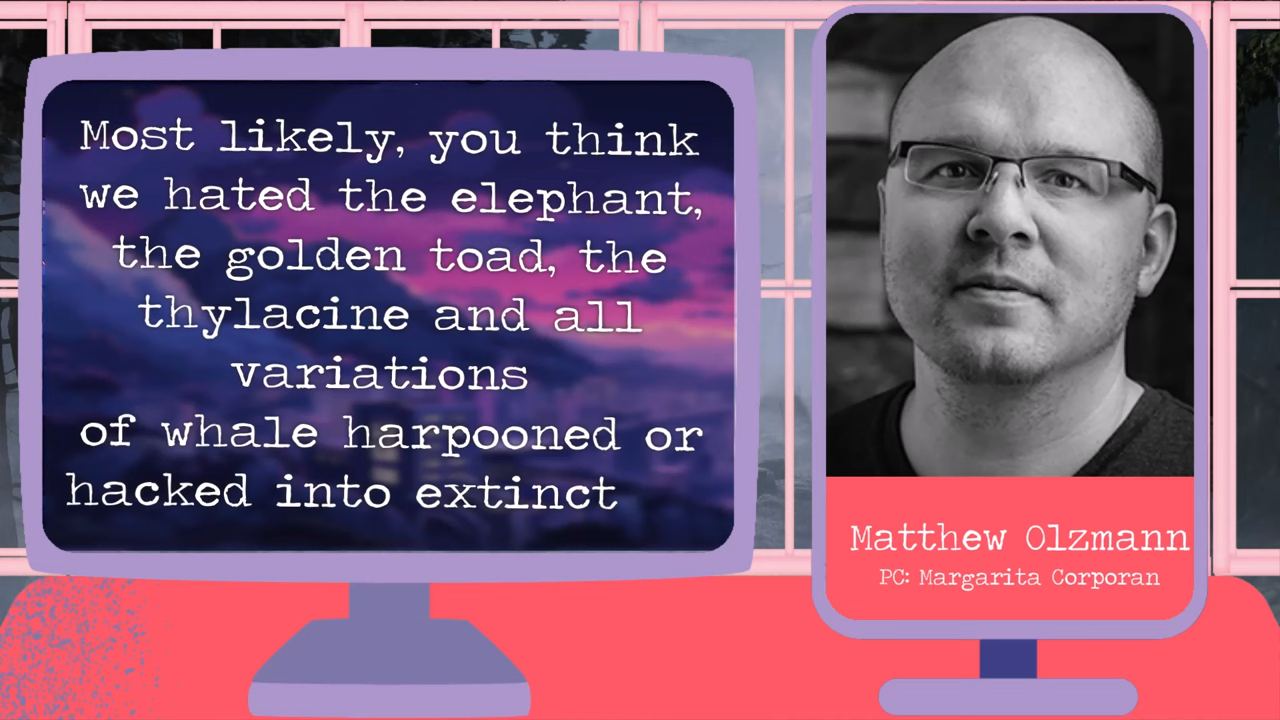 Most likely, you think
we hated the elephant,
the golden toad, the
thylacine and all
variations
of whale harpooned or
hacked into extinct
Matthew Olzmann
PC: Margarita Corporan